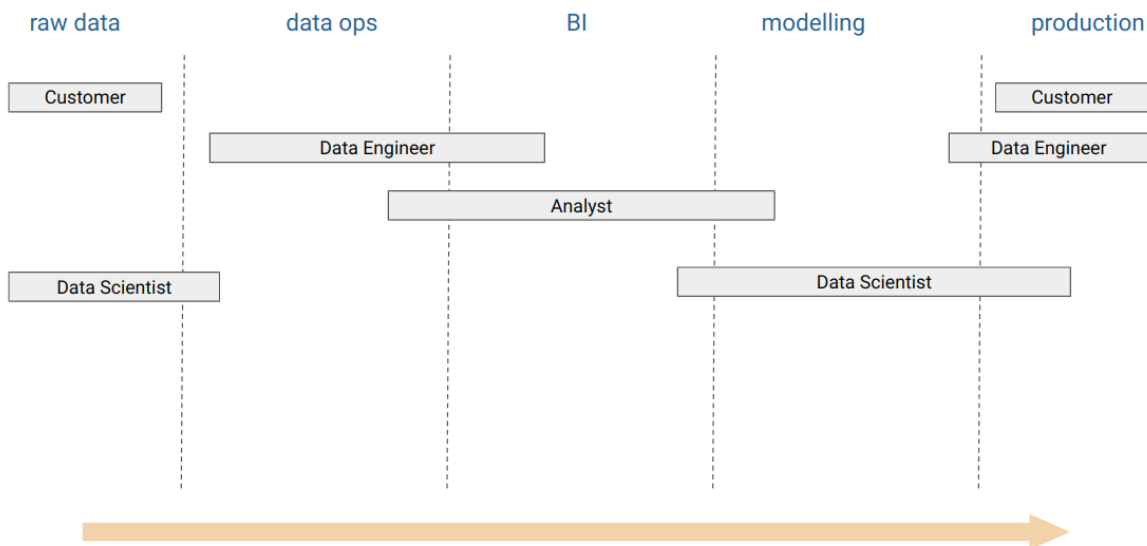 raw data
data ops
BI
modelling
production
Customer
Customer
Data Engineer
Data Engineer
Analyst
Data Scientist
Data Scientist